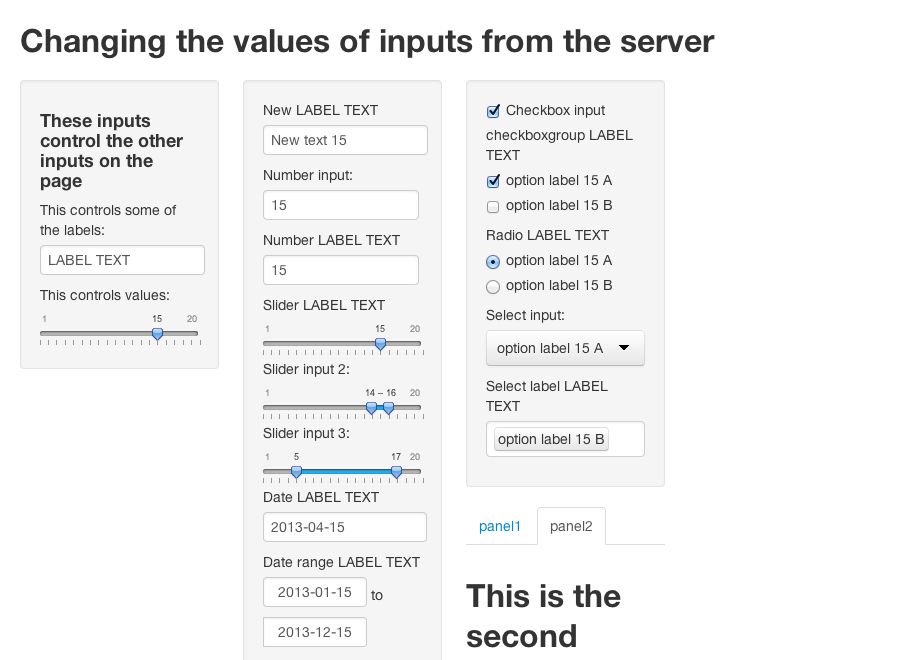 Changing the values of inputs from the server
These inputs
control the other
inputs on the
page
This controls some of
the labels:
LABEL TEXT
This controls values:
1 15 20
New LABEL TEXT
New text 15
Number input:
15
Number LABEL TEXT
15
Slider LABEL TEXT
1 15 20
Slider input 2:
1 14 – 16 20
Slider input 3:
1 5 17 20
Date LABEL TEXT
2013-04-15
Date range LABEL TEXT
2013-01-15 to
2013-12-15
Checkbox input
checkboxgroup LABEL
TEXT
option label 15 A
option label 15 B
Radio LABEL TEXT
option label 15 A
option label 15 B
Select input:
option label 15 A
Select label LABEL
TEXT
option label 15 B
panel1 panel2
This is the
second